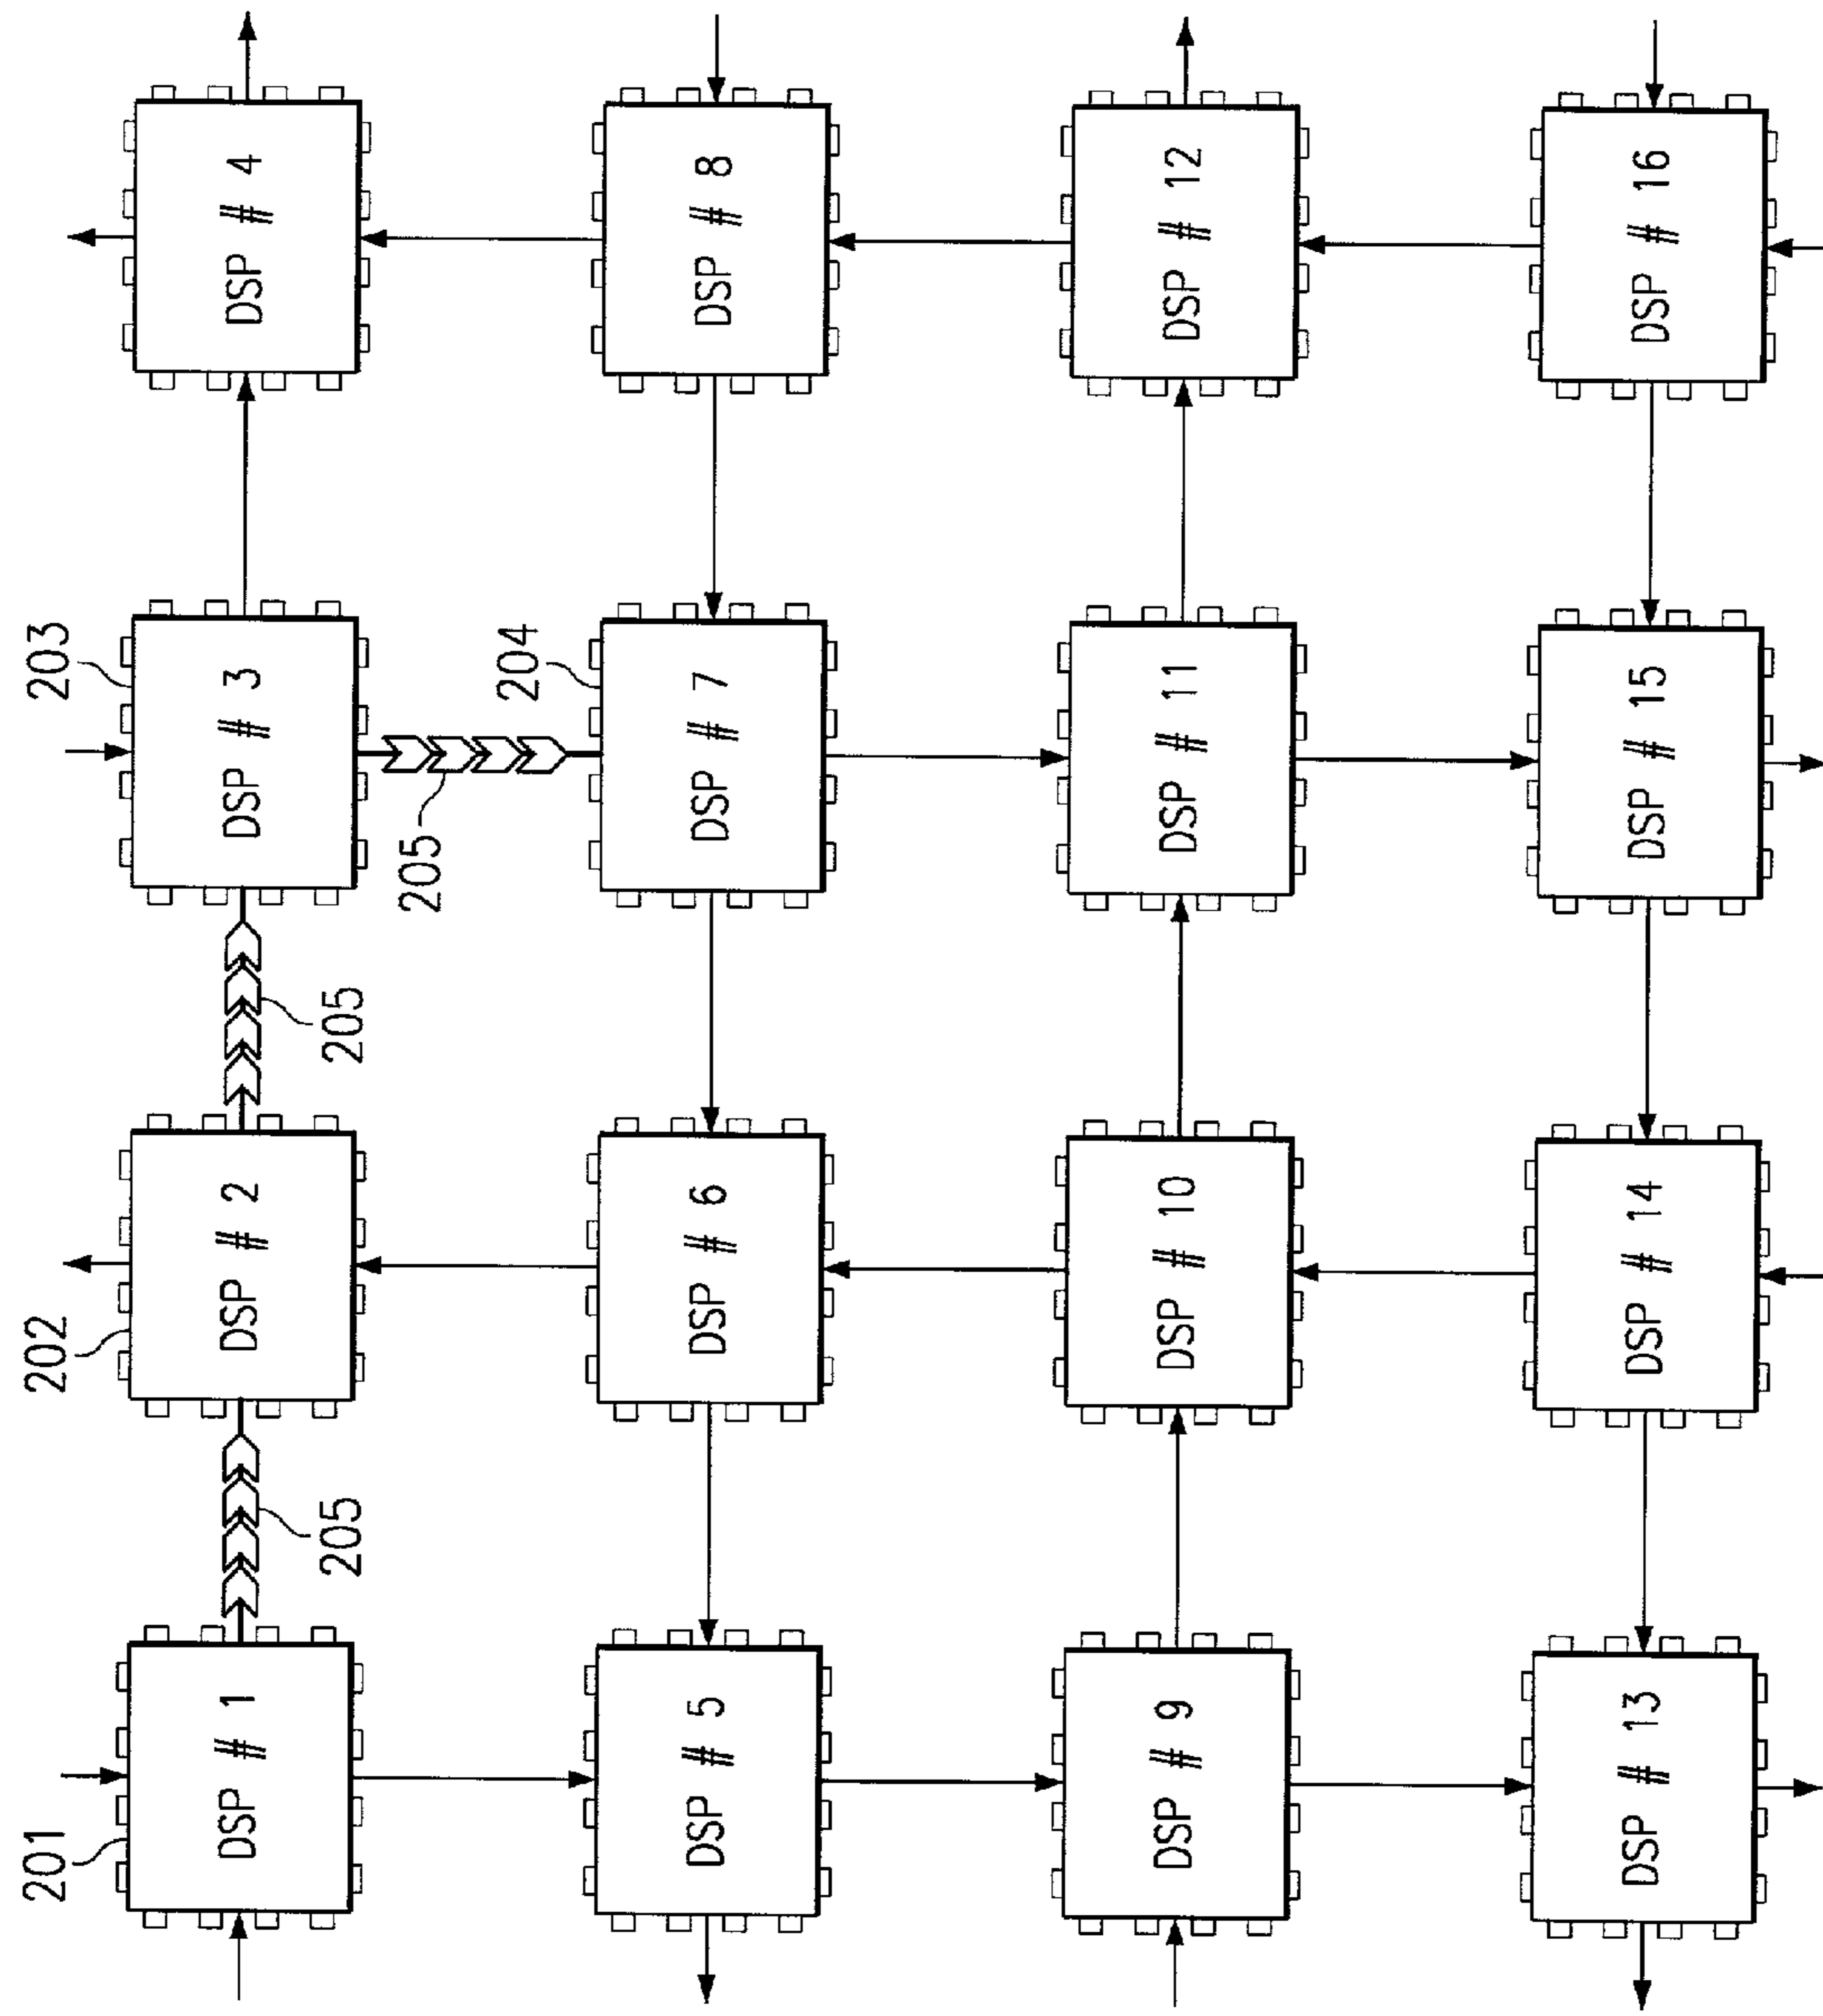 201
202
203
DSP # 1
DSP # 2
DSP # 3
DSP # 4
205
205
205
204
DSP # 5
DSP # 6
DSP # 7
DSP # 8
DSP # 9
DSP # 10
DSP # 11
DSP # 12
DSP # 13
DSP # 14
DSP # 15
DSP # 16